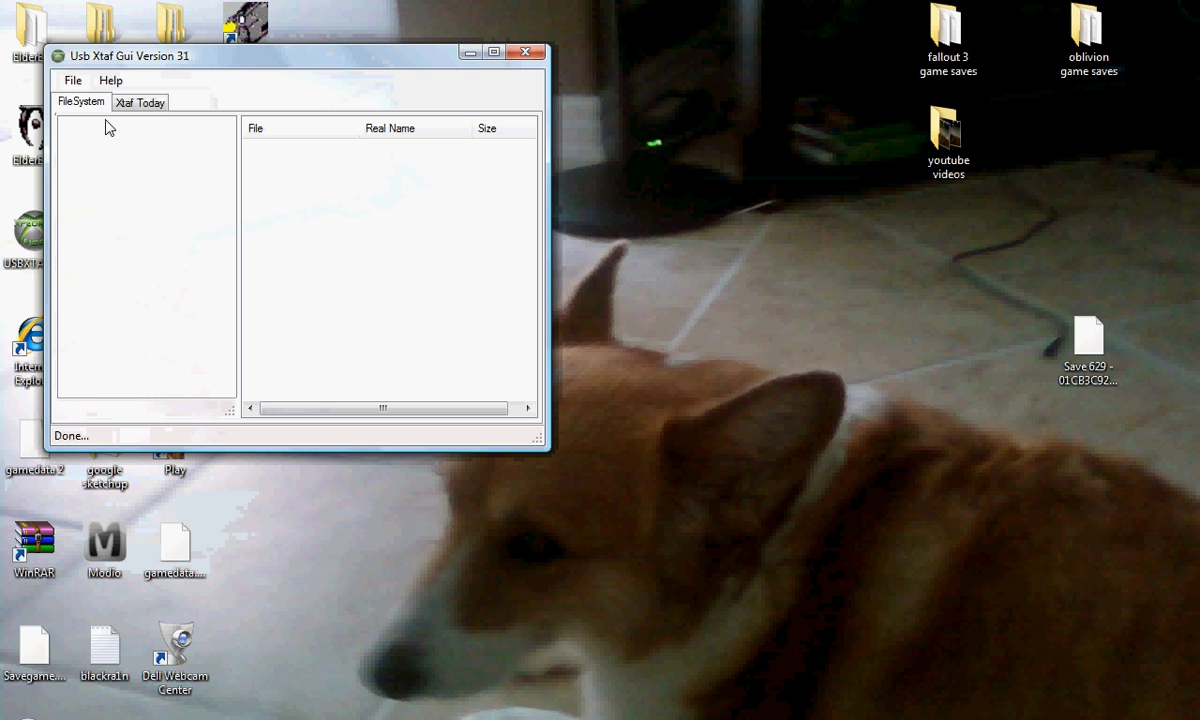 Usb Xtaf Gui Version 31
File Help
FileSystem Xtaf Today
File Real Name Size
Done...
fallout 3
game saves
oblivion
game saves
youtube
videos
Save 629 -
01CB3C92...
gamedata 2
google
sketchup
Play
WinRAR
Modio
gamedata....
Savegame....
blackra1n
Dell Webcam
Center